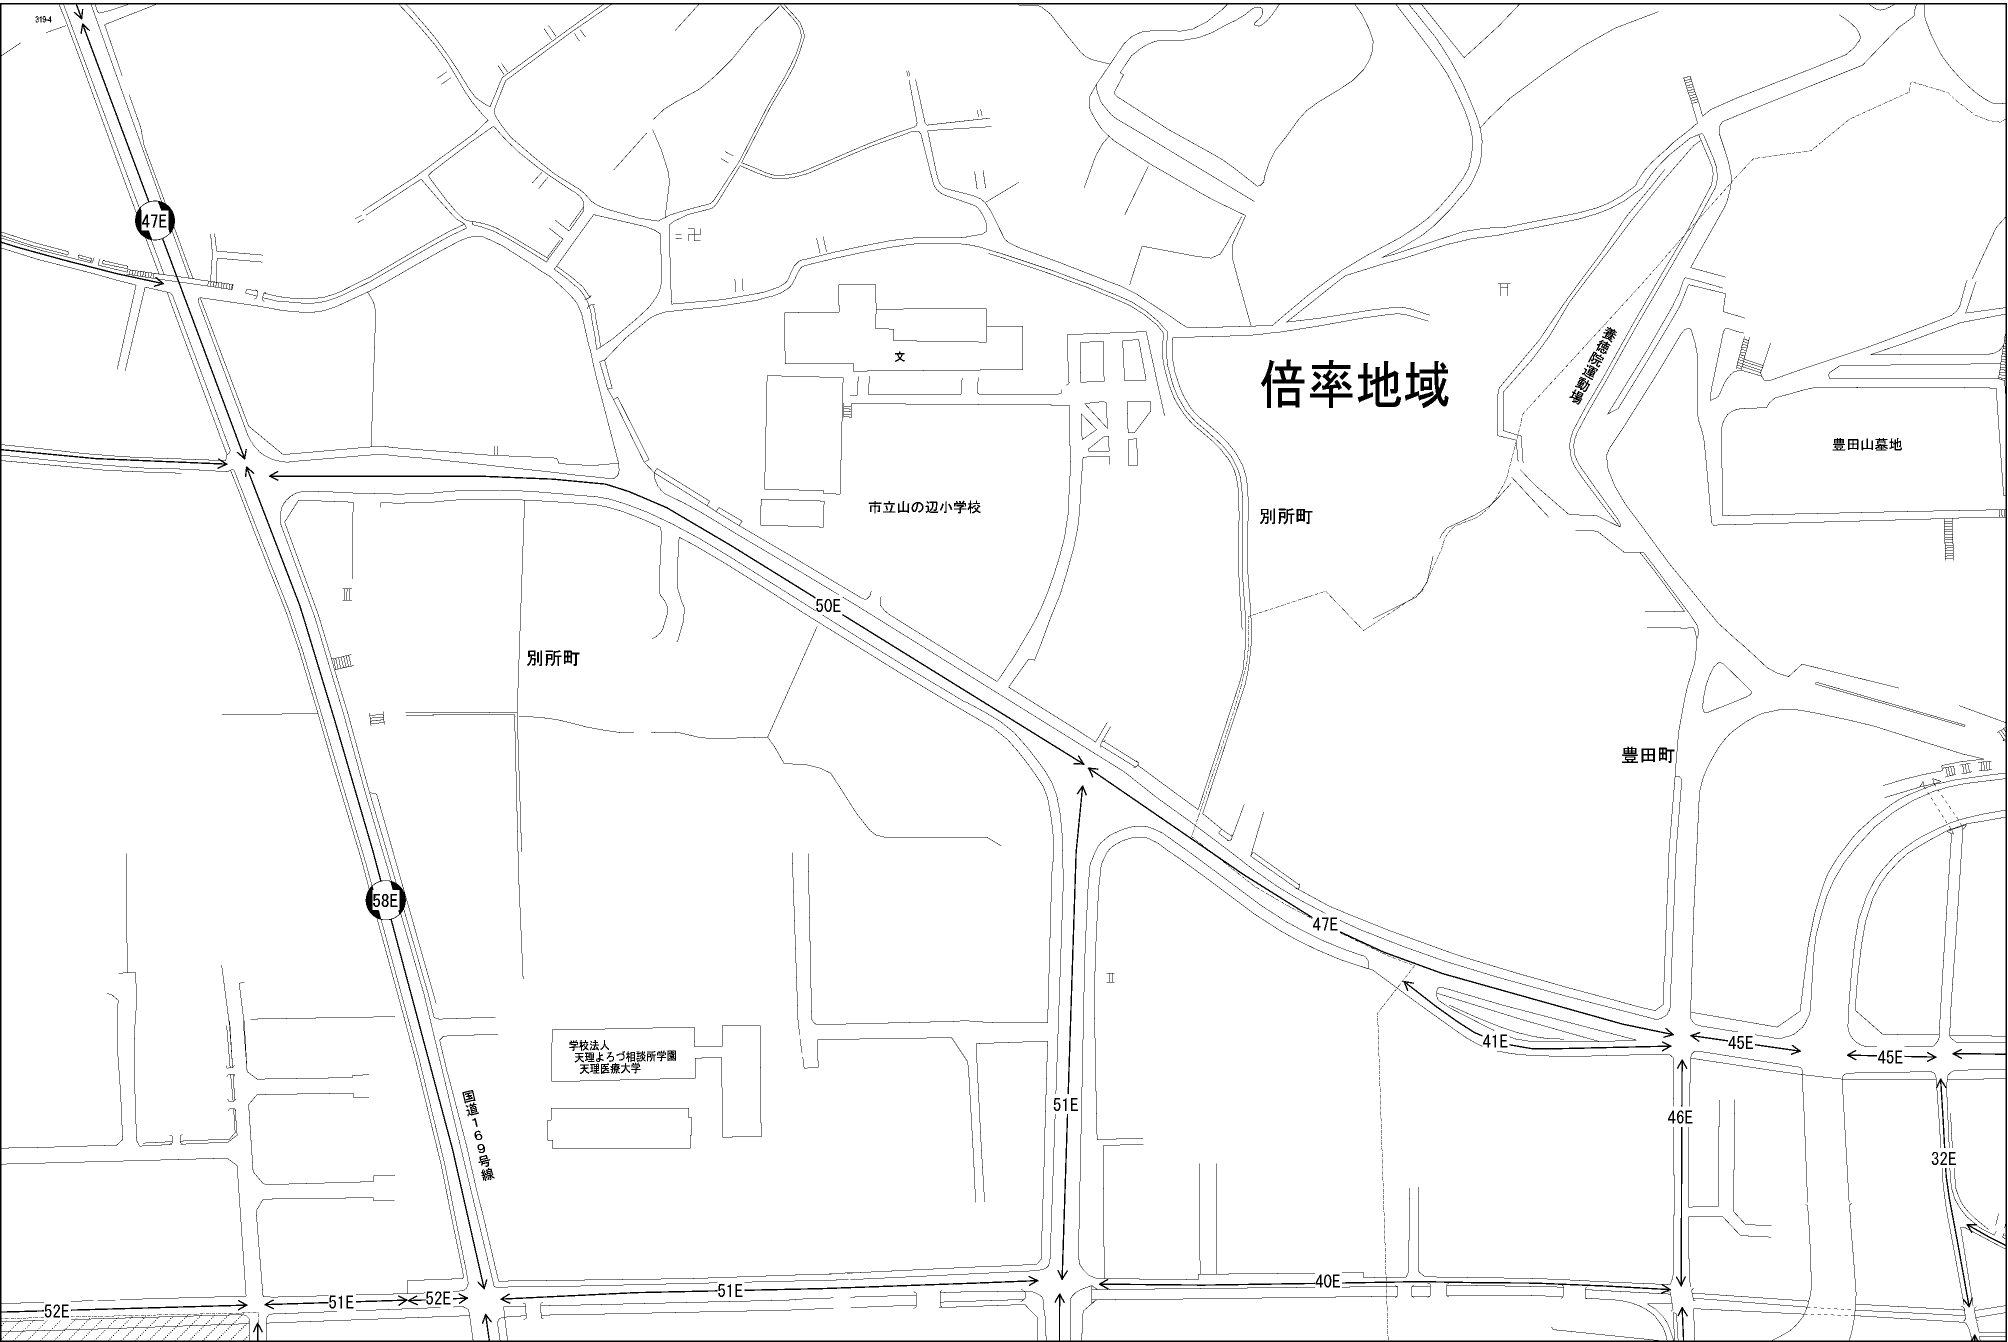 319-4
47E
養徳院運動場
文
倍率地域
豊田山墓地
市立山の辺小学校
別所町
50E
別所町
豊田町
58E
47E
学校法人
天理よろづ相談所学園
天理医療大学
41E
45E
45E
国道169号線
51E
46E
32E
52E
51E
52E
51E
40E